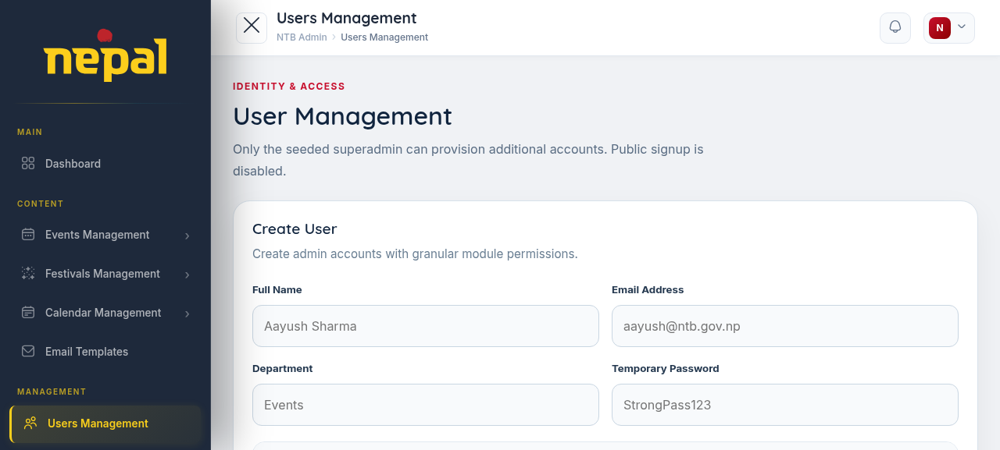 nepal
MAIN
Dashboard
CONTENT
Events Management
Festivals Management
Calendar Management
Email Templates
MANAGEMENT
Users Management
Users Management
NTB Admin › Users Management
N
IDENTITY & ACCESS
User Management
Only the seeded superadmin can provision additional accounts. Public signup is
disabled.
Create User
Create admin accounts with granular module permissions.
Full Name
Email Address
Aayush Sharma
aayush@ntb.gov.np
Department
Temporary Password
Events
StrongPass123